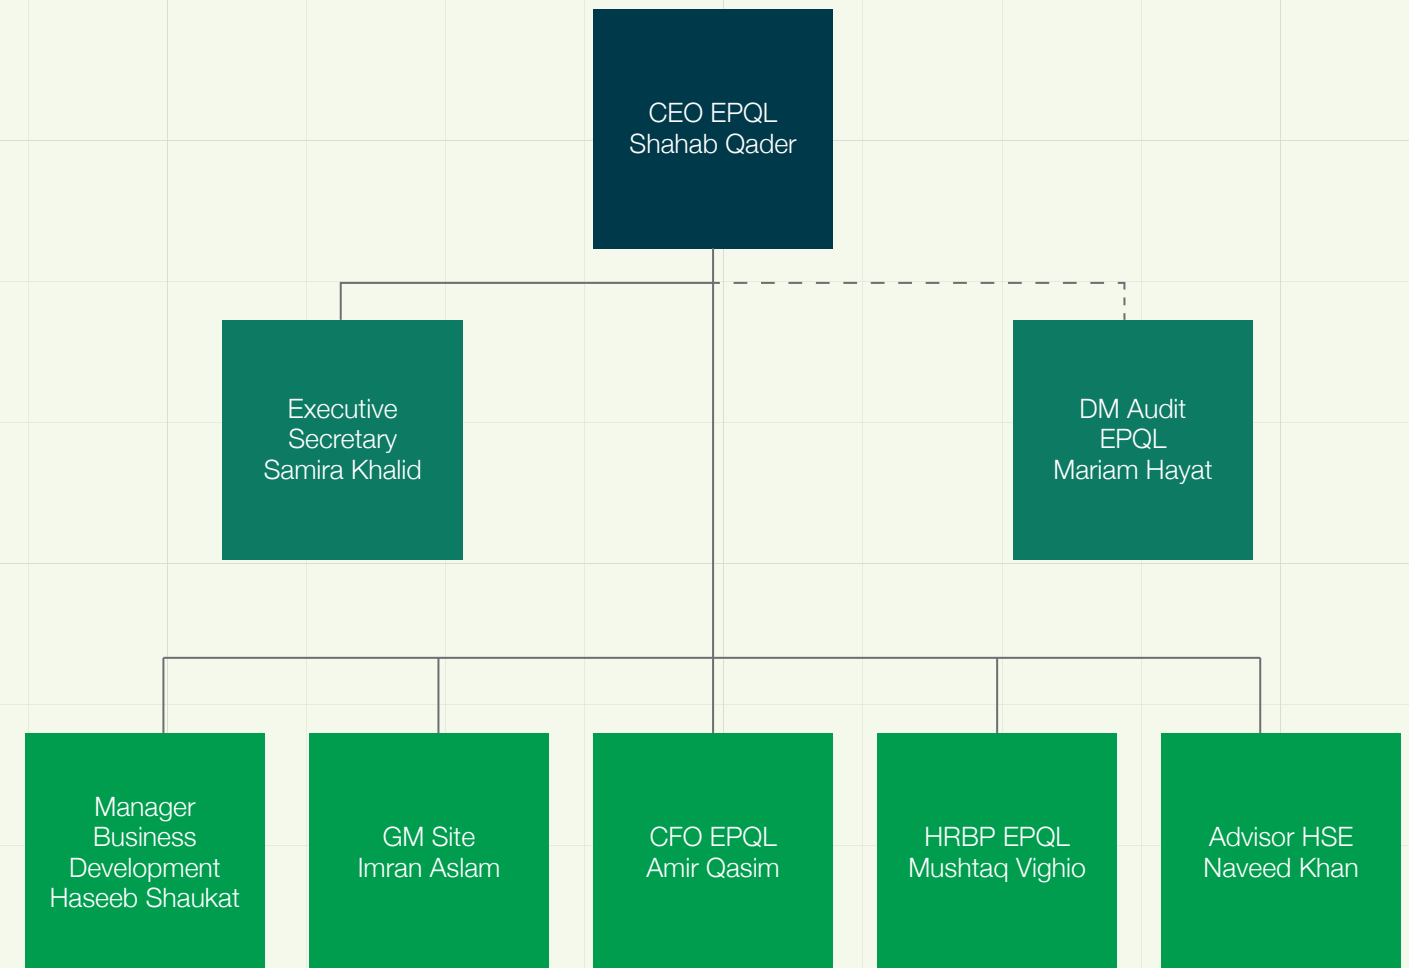 CEO EPQL
Shahab Qader
Executive
Secretary
Samira Khalid
DM Audit
EPQL
Mariam Hayat
Manager
Business
Development
Haseeb Shaukat
GM Site
Imran Aslam
CFO EPQL
Amir Qasim
HRBP EPQL
Mushtaq Vighio
Advisor HSE
Naveed Khan